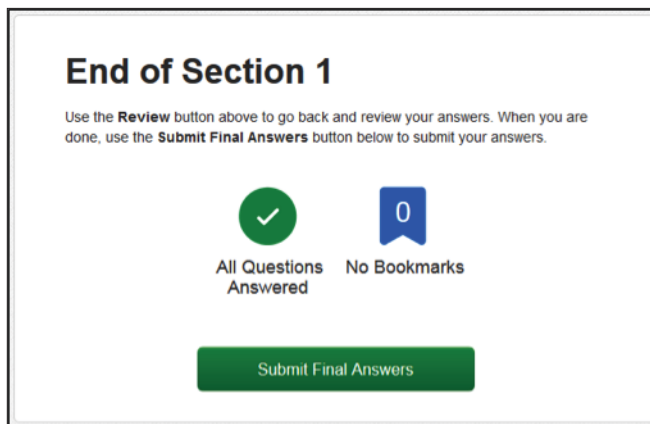 End of Section 1
Use the Review button above to go back and review your answers. When you are
done, use the Submit Final Answers button below to submit your answers.
0
All Questions
Answered
No Bookmarks
Submit Final Answers